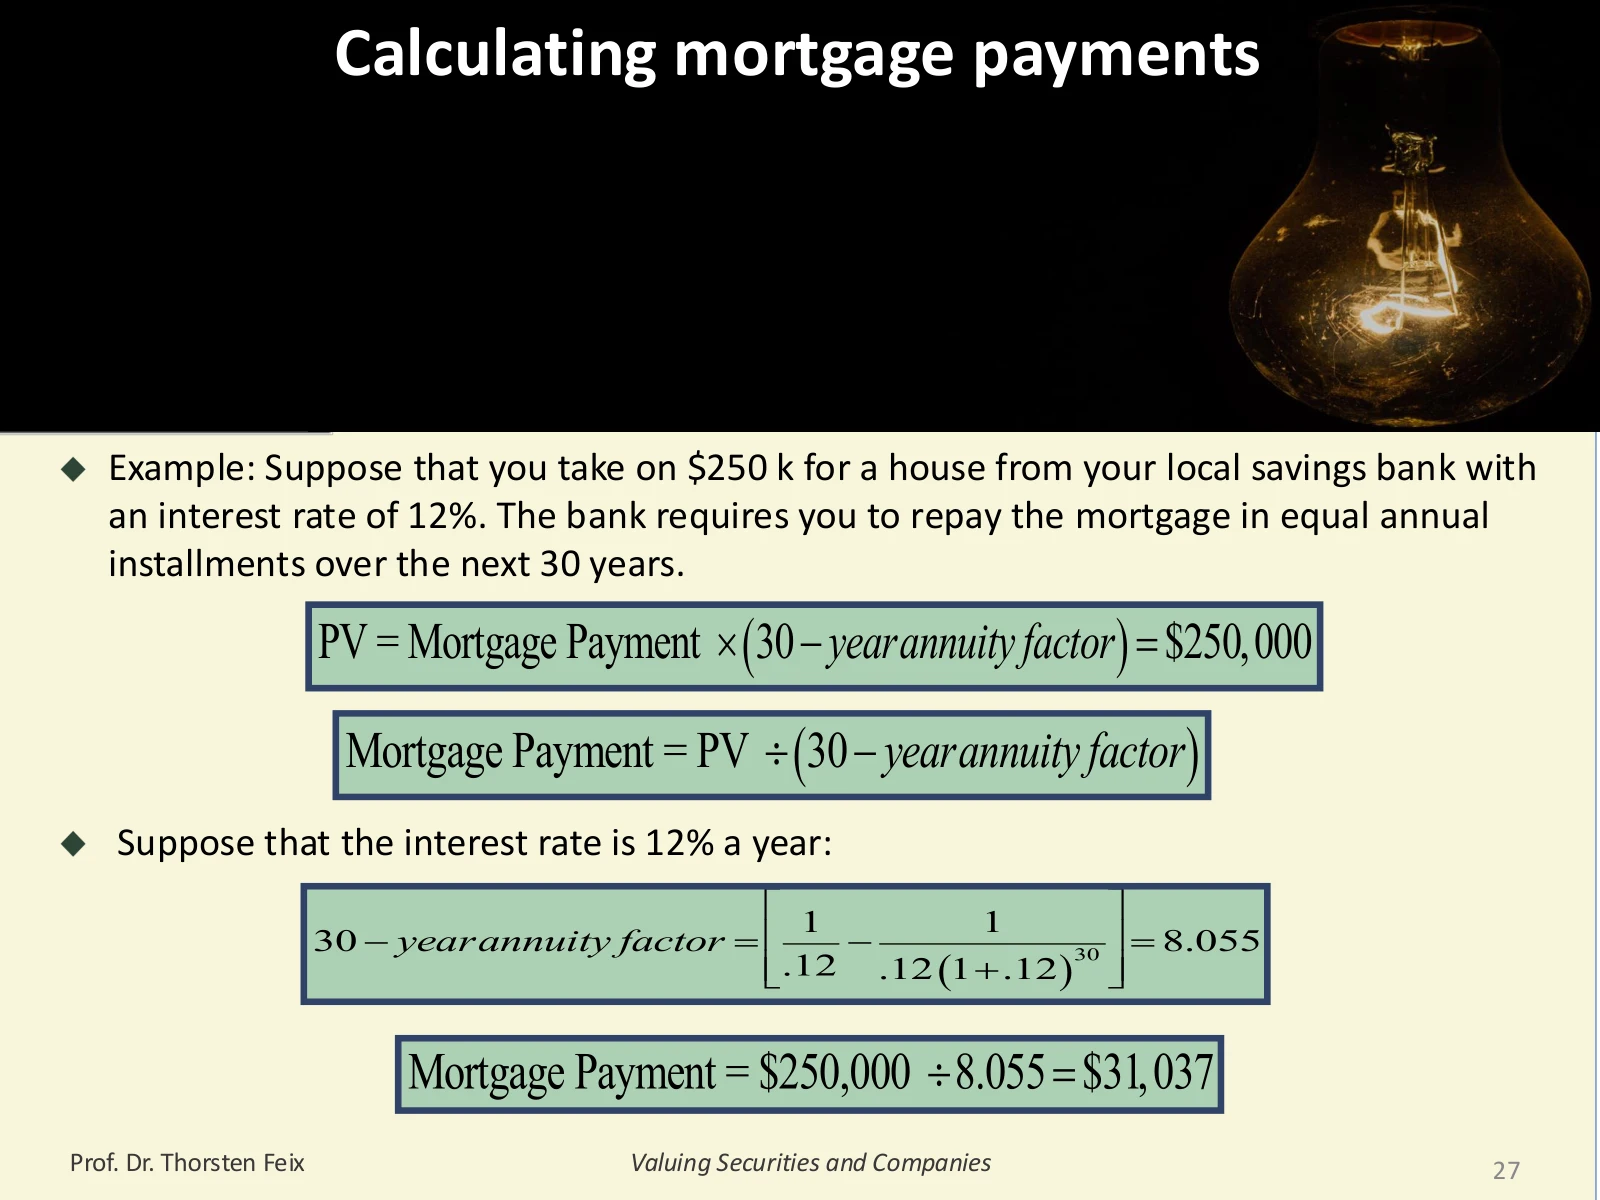 Calculating mortgage payments
◆ Example: Suppose that you take on $250 k for a house from your local savings bank with
an interest rate of 12%. The bank requires you to repay the mortgage in equal annual
installments over the next 30 years.
PV = Mortgage Payment ×(30 − year annuity factor) = $250,000
Mortgage Payment = PV ÷(30 − year annuity factor)
◆ Suppose that the interest rate is 12% a year:
30 − year annuity factor = [1/.12 − 1/.12(1+.12)^30] = 8.055
Mortgage Payment = $250,000 ÷8.055 = $31,037
Prof. Dr. Thorsten Feix Valuing Securities and Companies 27